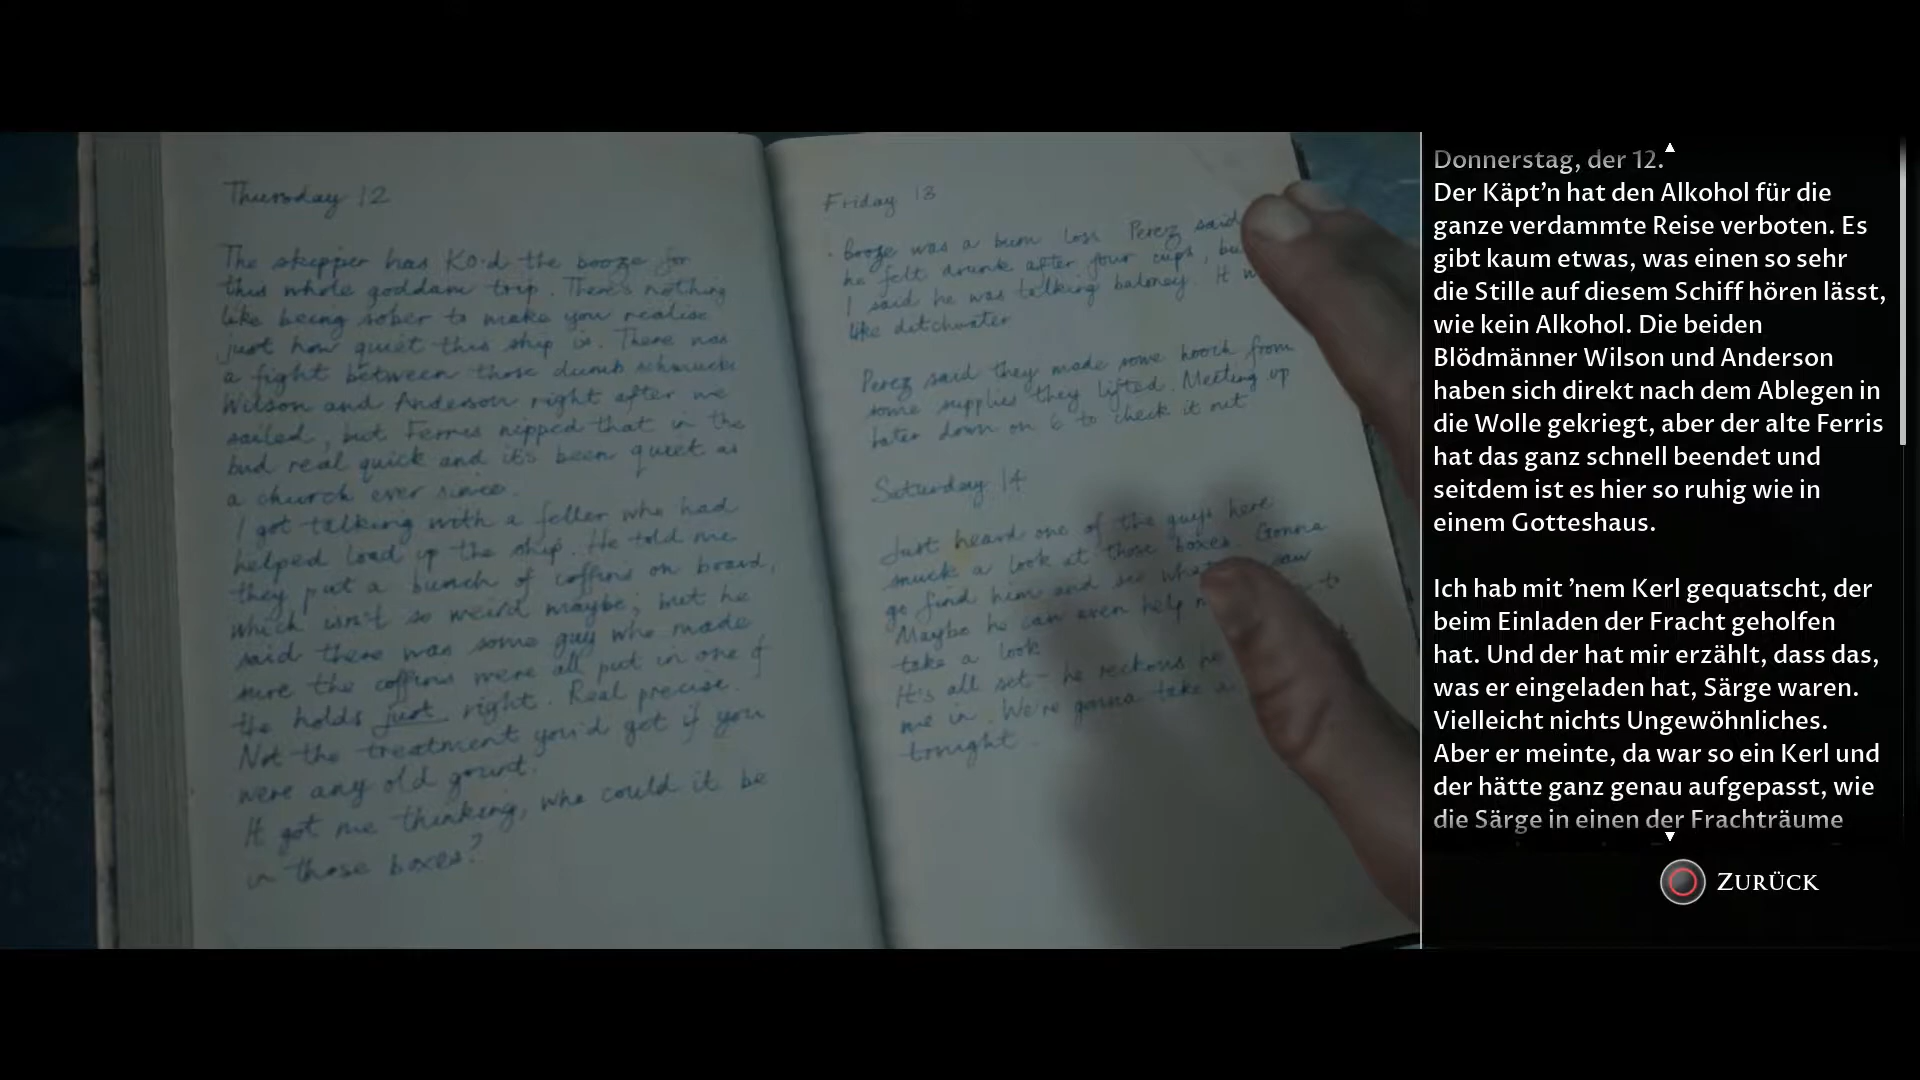 Thursday 12
The skipper has KO'd the booze for
this whole goddam trip. There's nothing
like being sober to make you realise
just how quiet this ship is. There was
a fight between those dumb schmucks
Wilson and Anderson right after we
sailed, but Ferris nipped that in the
bud real quick and it's been quiet as
a church ever since.
I got talking with a feller who had
helped load up the ship. He told me
they put a bunch of coffins on board,
which isn't so weird maybe, but he
said there was some guy who made
sure the coffins were all put in one of
the holds just right. Real precise.
Not the treatment you'd get if you
were any old grunt.
It got me thinking, who could it be
in those boxes?
Friday 13
Booze was a bum loss. Perez said
he felt drunk after four cups, but
I said he was talking baloney. It
like ditchwater
Perez said they made some hooch from
some supplies they lifted. Meeting up
later down on 6 to check it out
Saturday 14
Just heard one of the guys here
snuck a look at those boxes. Gonna
go find him and see saw
Maybe he can even help to
take a look
It's all set - he reckons he
me in. We're gonna take a
tonight.
Donnerstag, der 12.
Der Käpt'n hat den Alkohol für die
ganze verdammte Reise verboten. Es
gibt kaum etwas, was einen so sehr
die Stille auf diesem Schiff hören lässt,
wie kein Alkohol. Die beiden
Blödmänner Wilson und Anderson
haben sich direkt nach dem Ablegen in
die Wolle gekriegt, aber der alte Ferris
hat das ganz schnell beendet und
seitdem ist es hier so ruhig wie in
einem Gotteshaus.
Ich hab mit 'nem Kerl gequatscht, der
beim Einladen der Fracht geholfen
hat. Und der hat mir erzählt, dass das,
was er eingeladen hat, Särge waren.
Vielleicht nichts Ungewöhnliches.
Aber er meinte, da war so ein Kerl und
der hätte ganz genau aufgepasst, wie
die Särge in einen der Frachträume
ZURÜCK